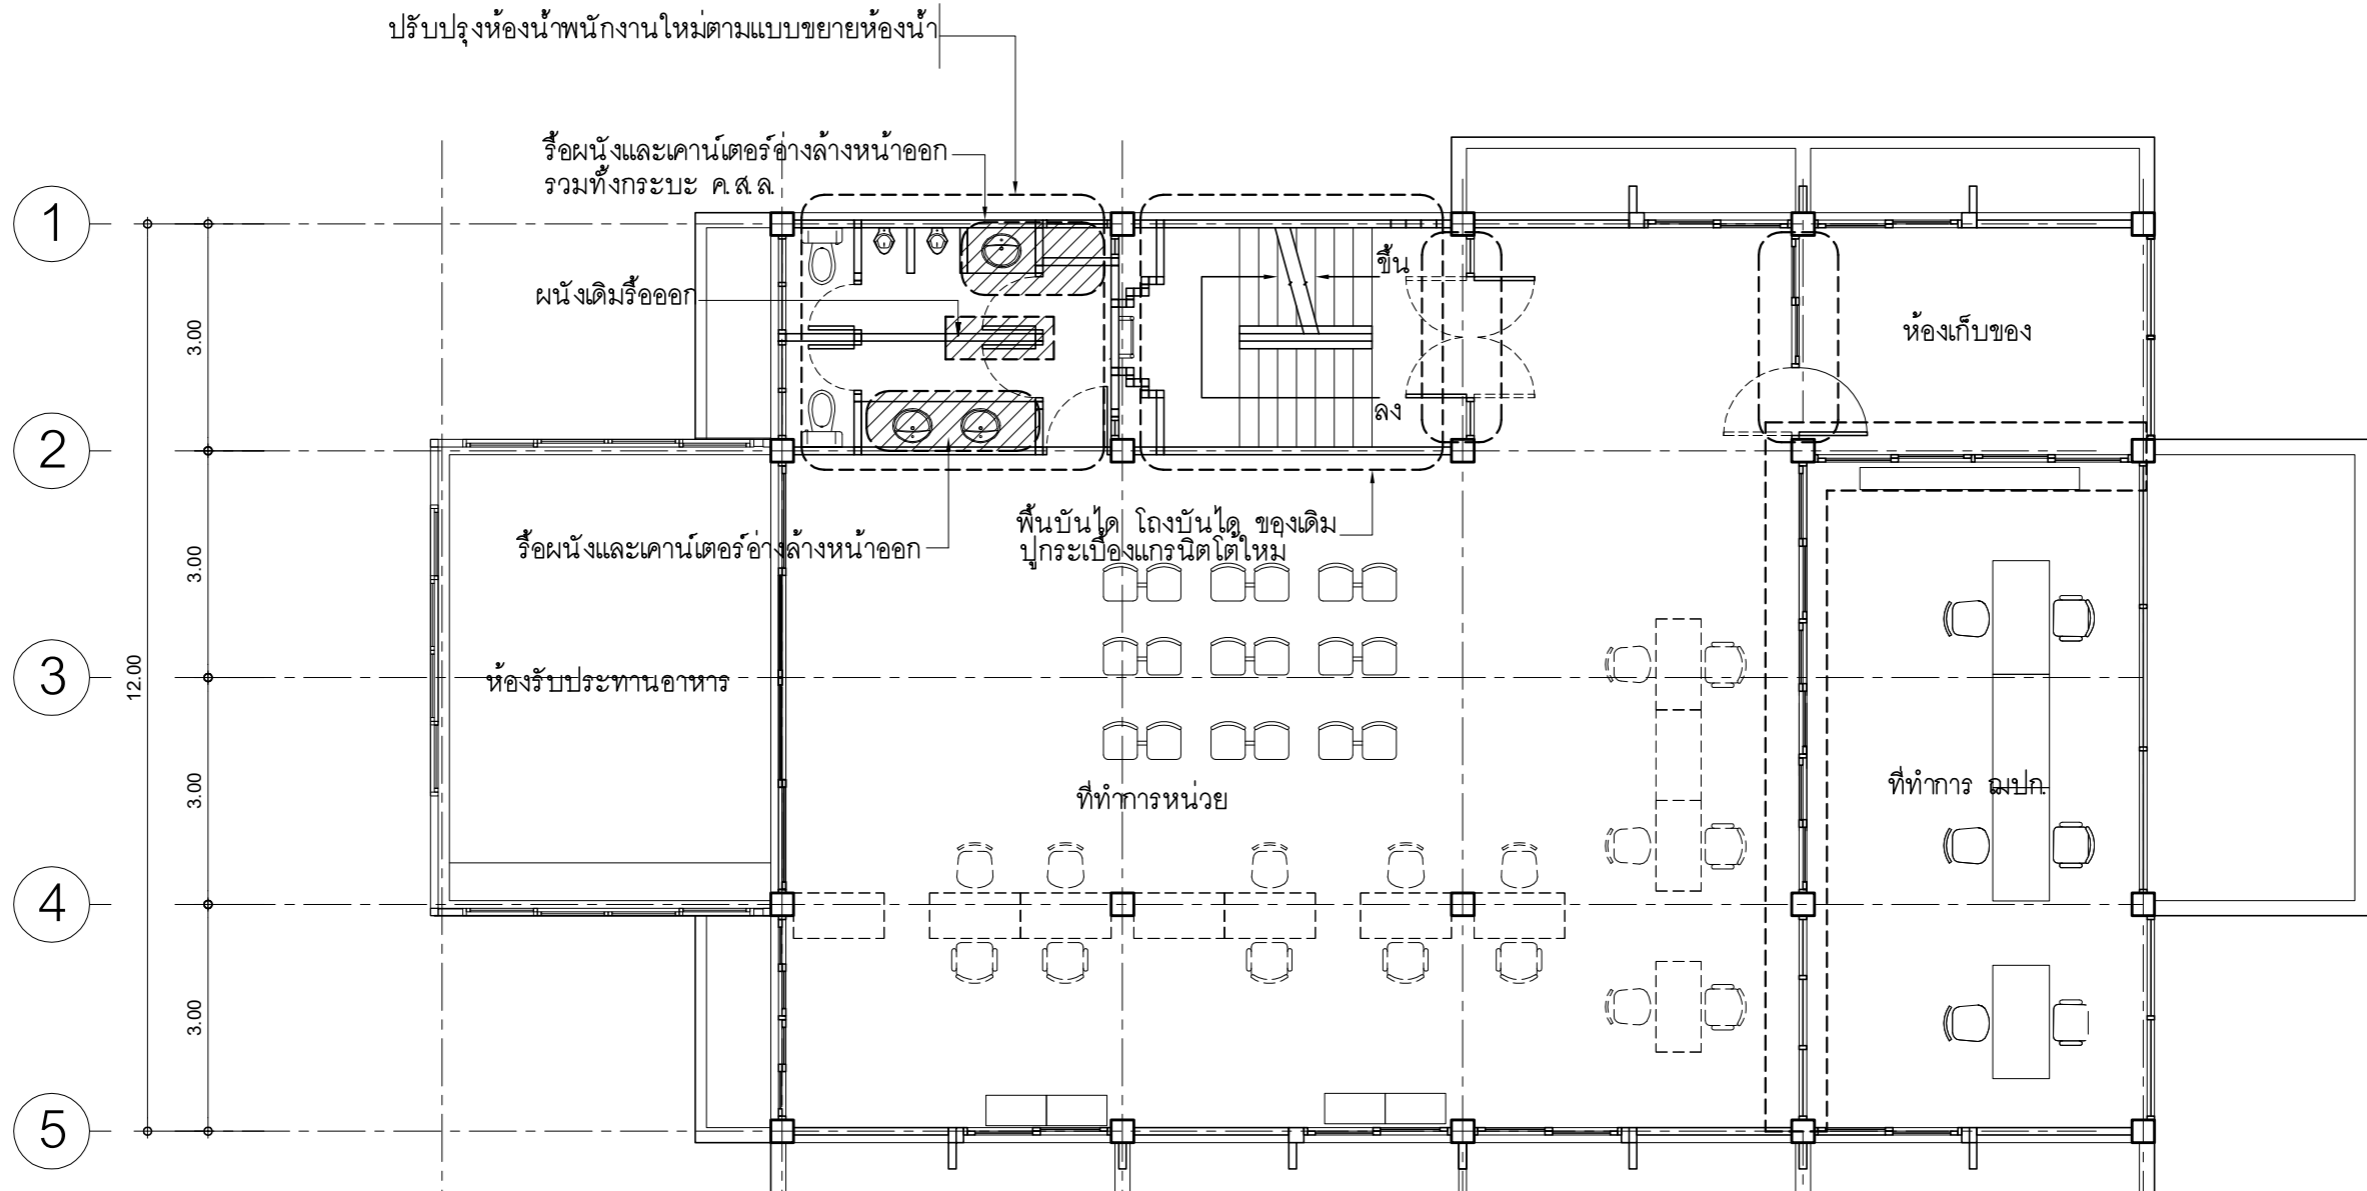 ปรับปรุงห้องน้ำพนักงานใหม่ตามแบบขยายห้องน้ำ
รื้อผนังและเคาน์เตอร์อ่างล้างหน้าออก
รวมทั้งกระบะ ค.ส.ล.
1
ขึ้น
ผนังเดิมรื้อออก
3.00
ห้องเก็บของ
ลง
2
พื้นบันได โถงบันได ของเดิม
ปูกระเบื้องแกรนิตโต้ใหม่
รื้อผนังและเคาน์เตอร์อ่างล้างหน้าออก
3.00
3
12.00
ห้องรับประทานอาหาร
3.00
ที่ทำการหน่วย
ที่ทำการ ฌปก.
4
3.00
5